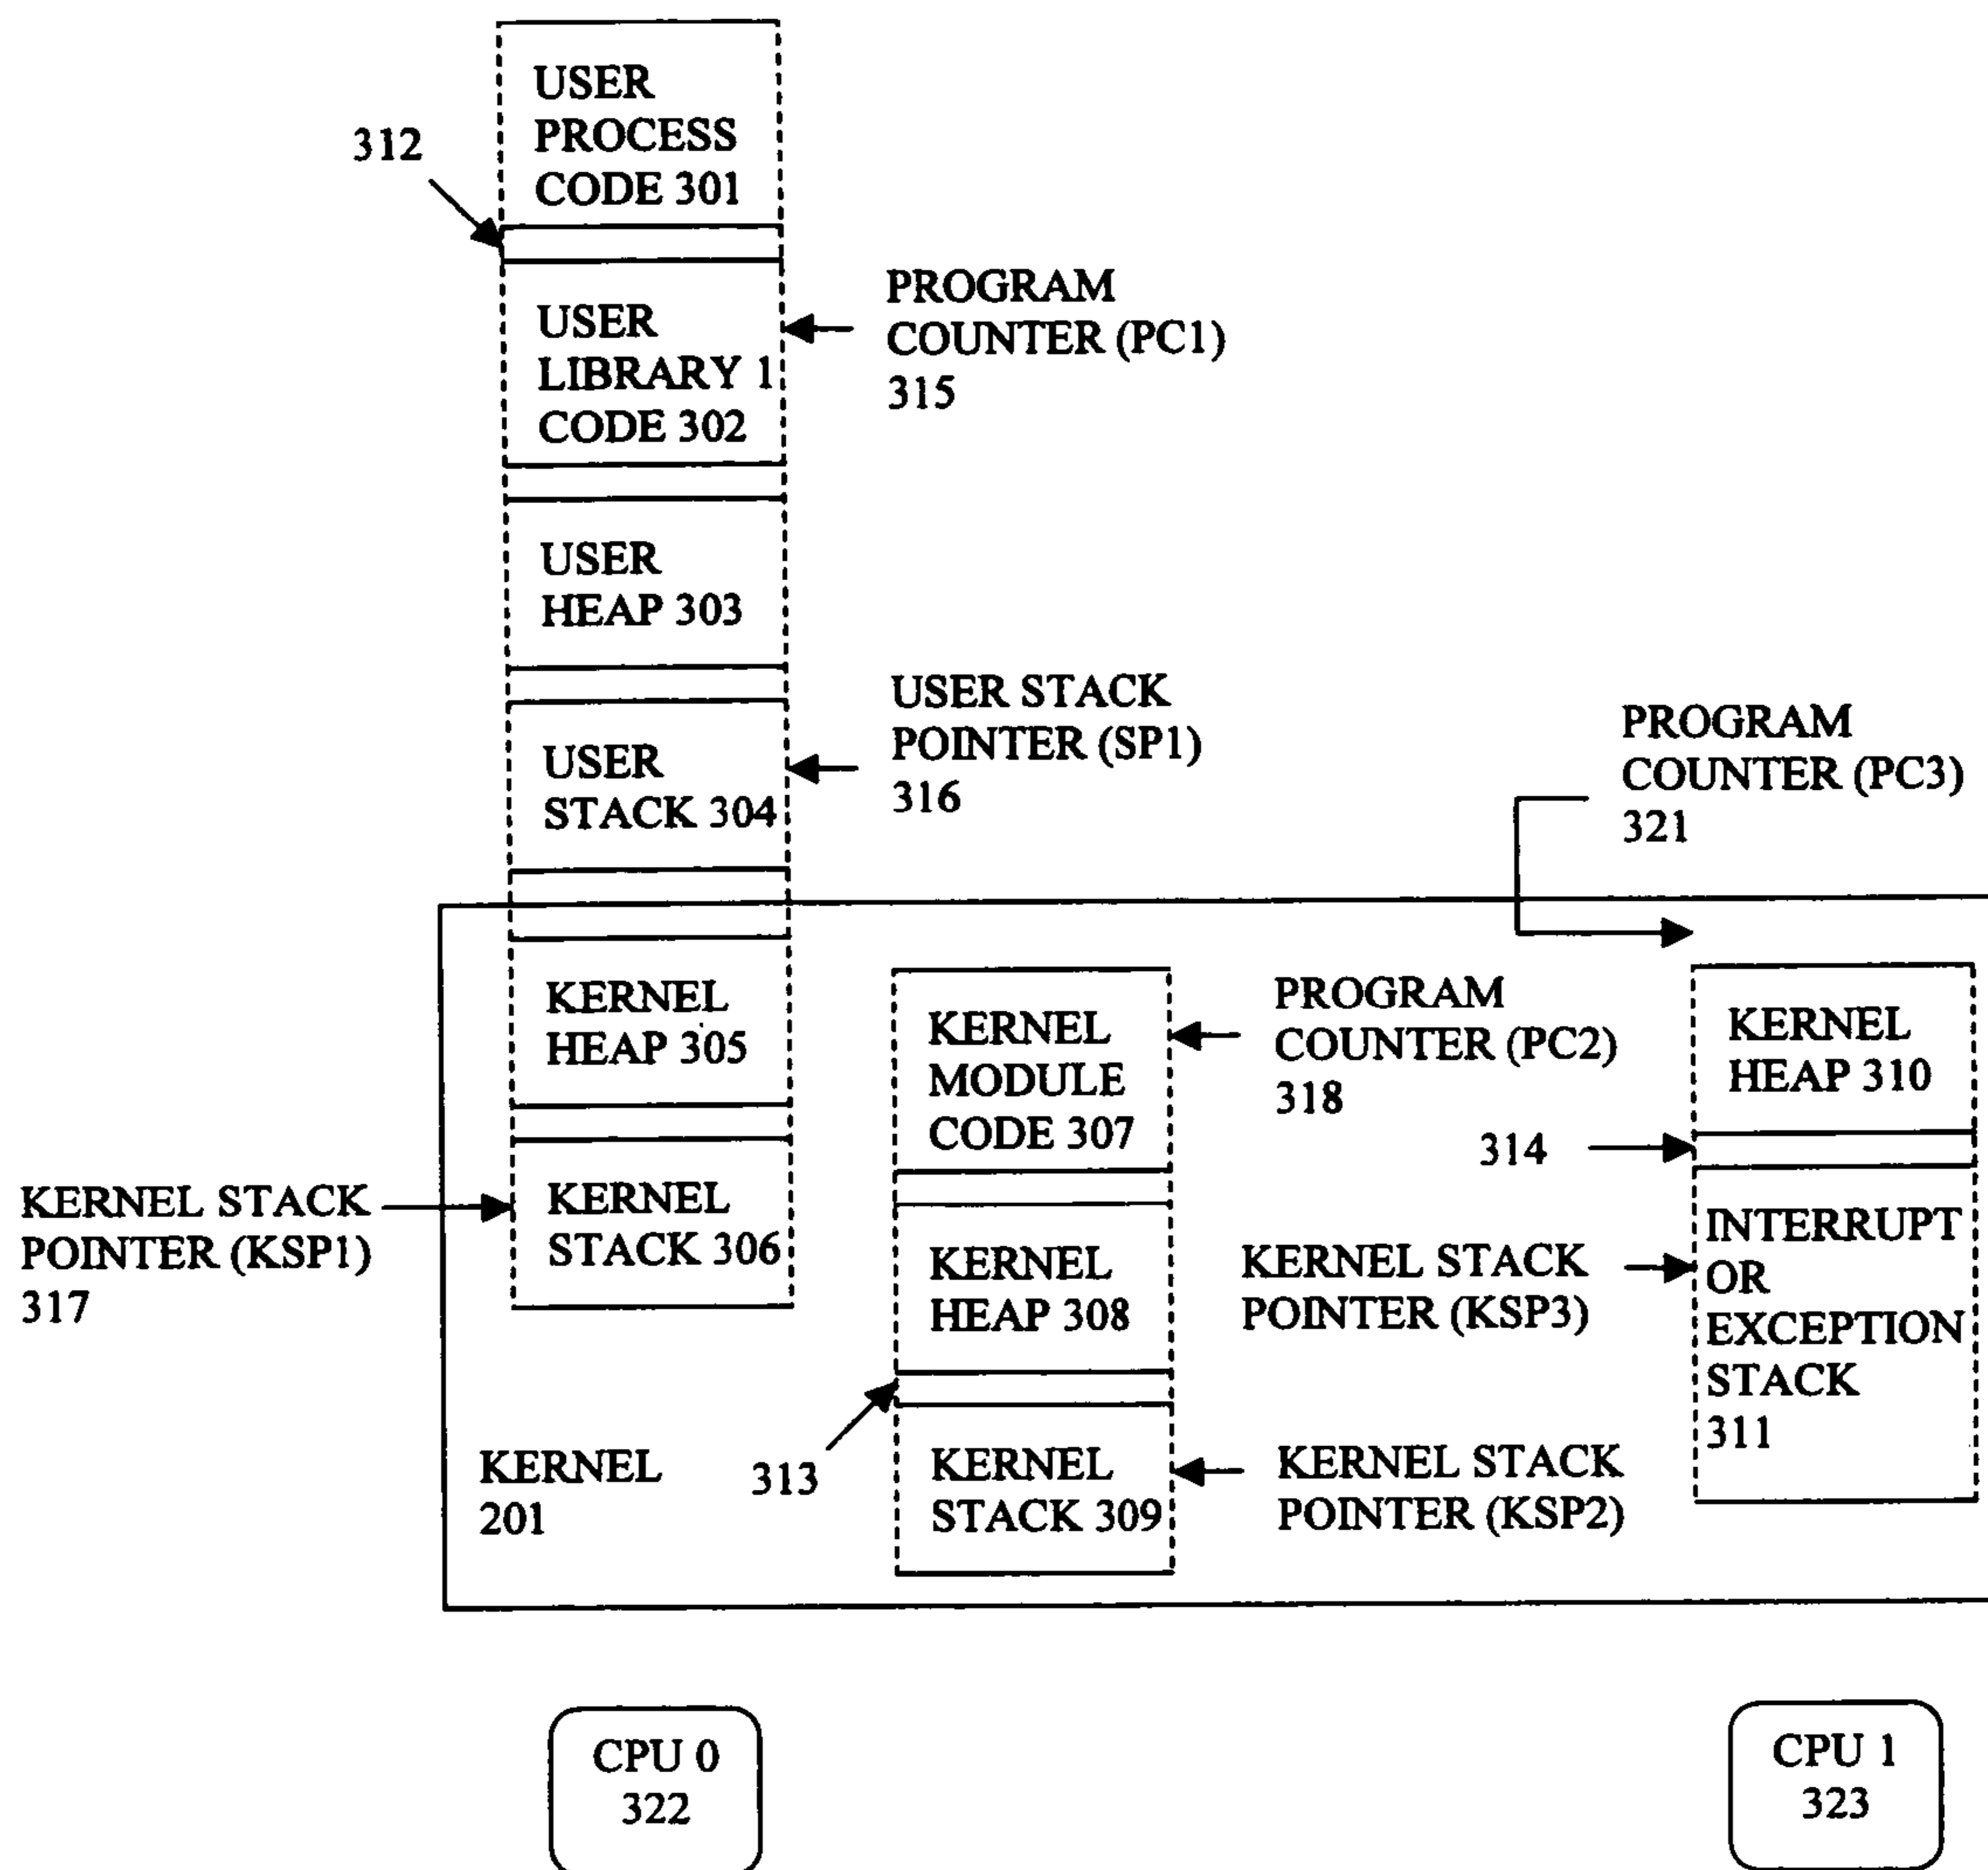 USER
PROCESS
CODE 301
312
USER
LIBRARY 1
CODE 302
PROGRAM
COUNTER (PC1)
315
USER
HEAP 303
USER
STACK 304
USER STACK
POINTER (SP1)
316
PROGRAM
COUNTER (PC3)
321
KERNEL
HEAP 305
KERNEL
MODULE
CODE 307
PROGRAM
COUNTER (PC2)
318
KERNEL
HEAP 310
314
KERNEL STACK
POINTER (KSP1)
317
KERNEL
STACK 306
KERNEL
HEAP 308
KERNEL STACK
POINTER (KSP3)
INTERRUPT
OR
EXCEPTION
STACK
311
KERNEL
201
313
KERNEL
STACK 309
KERNEL STACK
POINTER (KSP2)
CPU 0
322
CPU 1
323